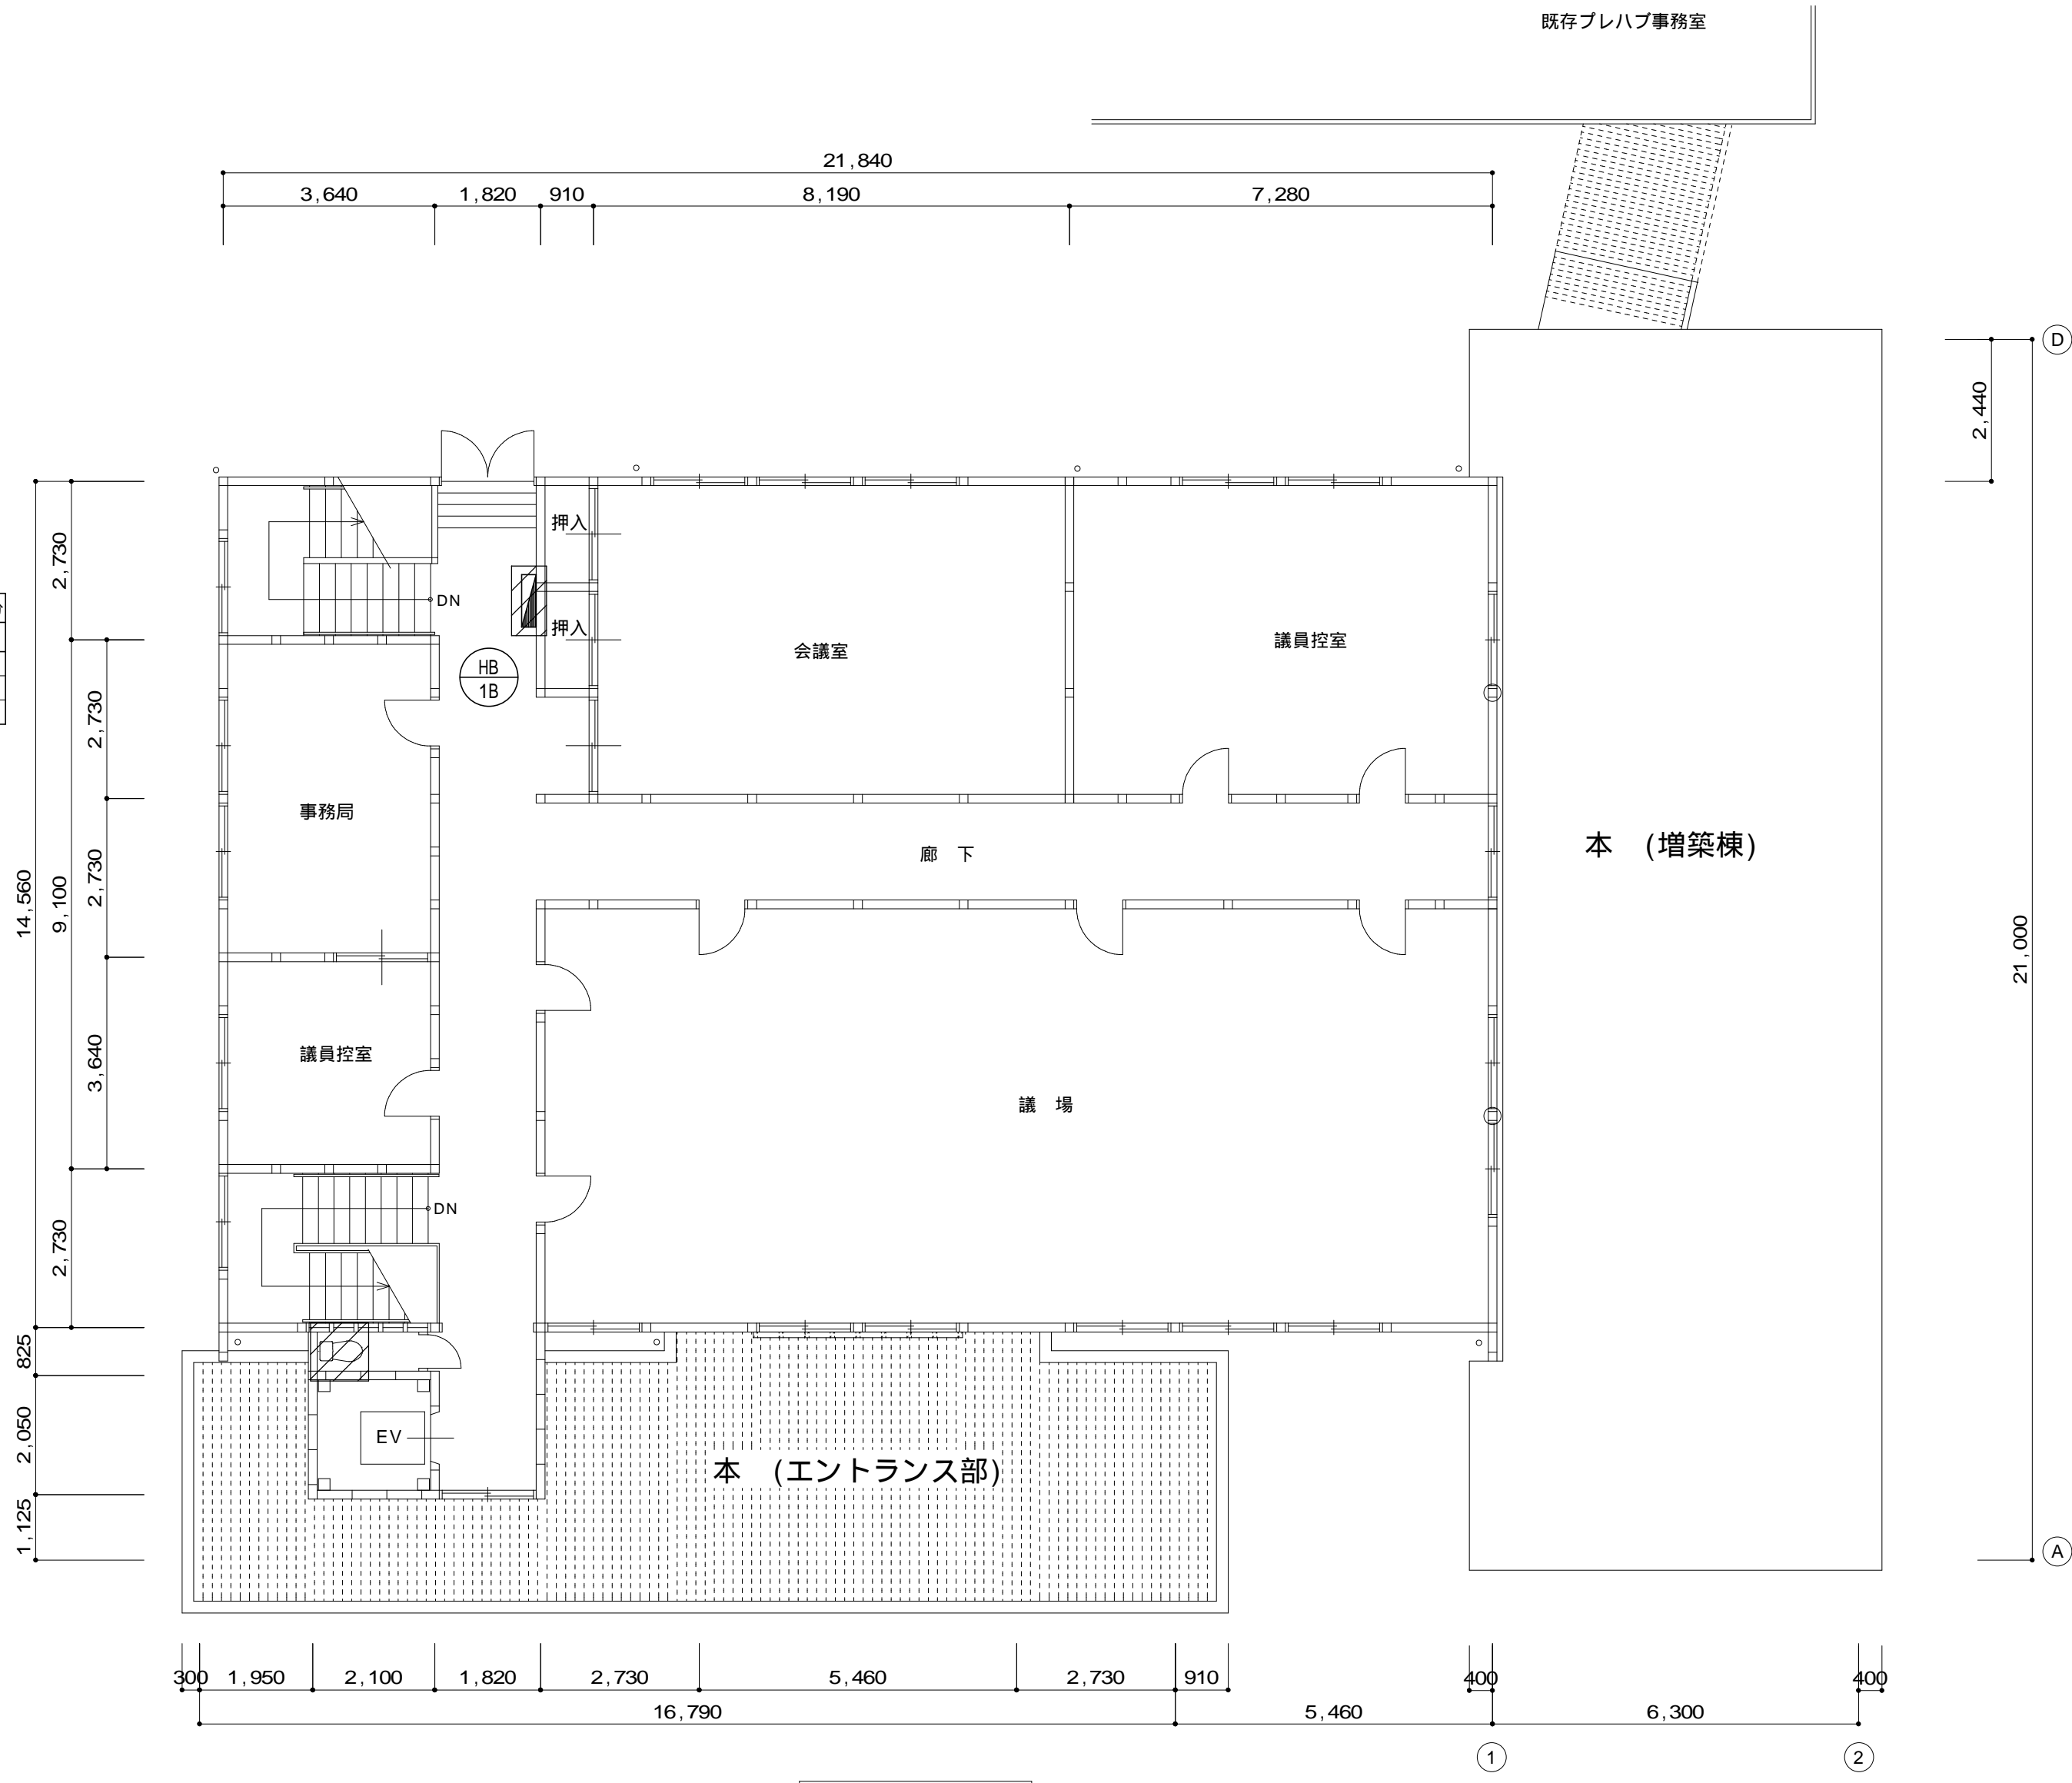 既存プレハブ事務室
21,840
3,640 1,820 910 8,190 7,280
D
2,440
押入
DN
押入
会議室
議員控室
HB
1B
2,730
2,730
事務局
本 (増築棟)
廊 下
14,560
9,100
2,730
21,000
議員控室
3,640
議 場
DN
2,730
825
EV
2,050
本 (エントランス部)
1,125
A
300 1,950 2,100 1,820 2,730 5,460 2,730 910 400 400
16,790 5,460 6,300
1 2